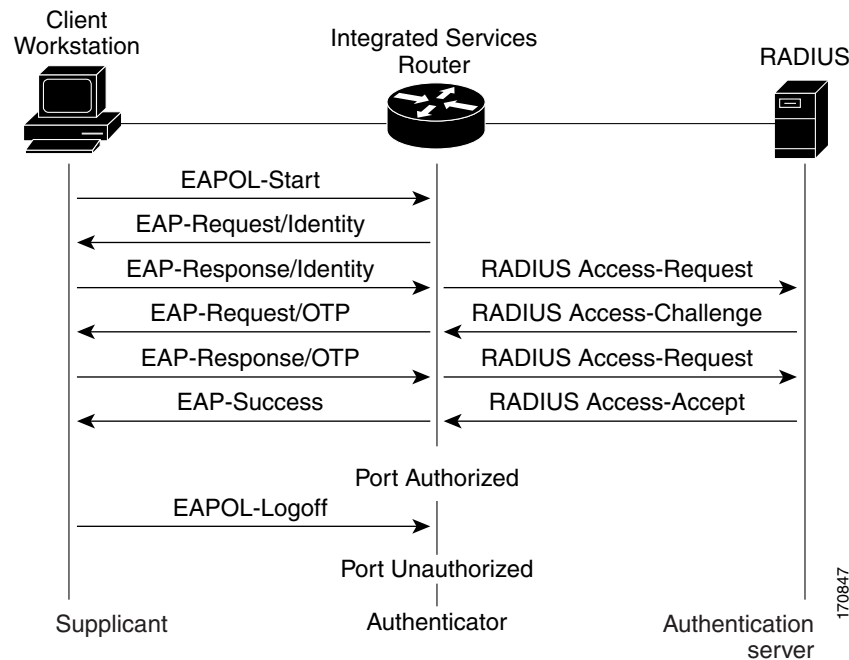 Client
Workstation
Integrated Services
Router
RADIUS
EAPOL-Start
EAP-Request/Identity
EAP-Response/Identity
RADIUS Access-Request
EAP-Request/OTP
RADIUS Access-Challenge
EAP-Response/OTP
RADIUS Access-Request
EAP-Success
RADIUS Access-Accept
Port Authorized
EAPOL-Logoff
Port Unauthorized
Supplicant
Authenticator
Authentication
server
170847